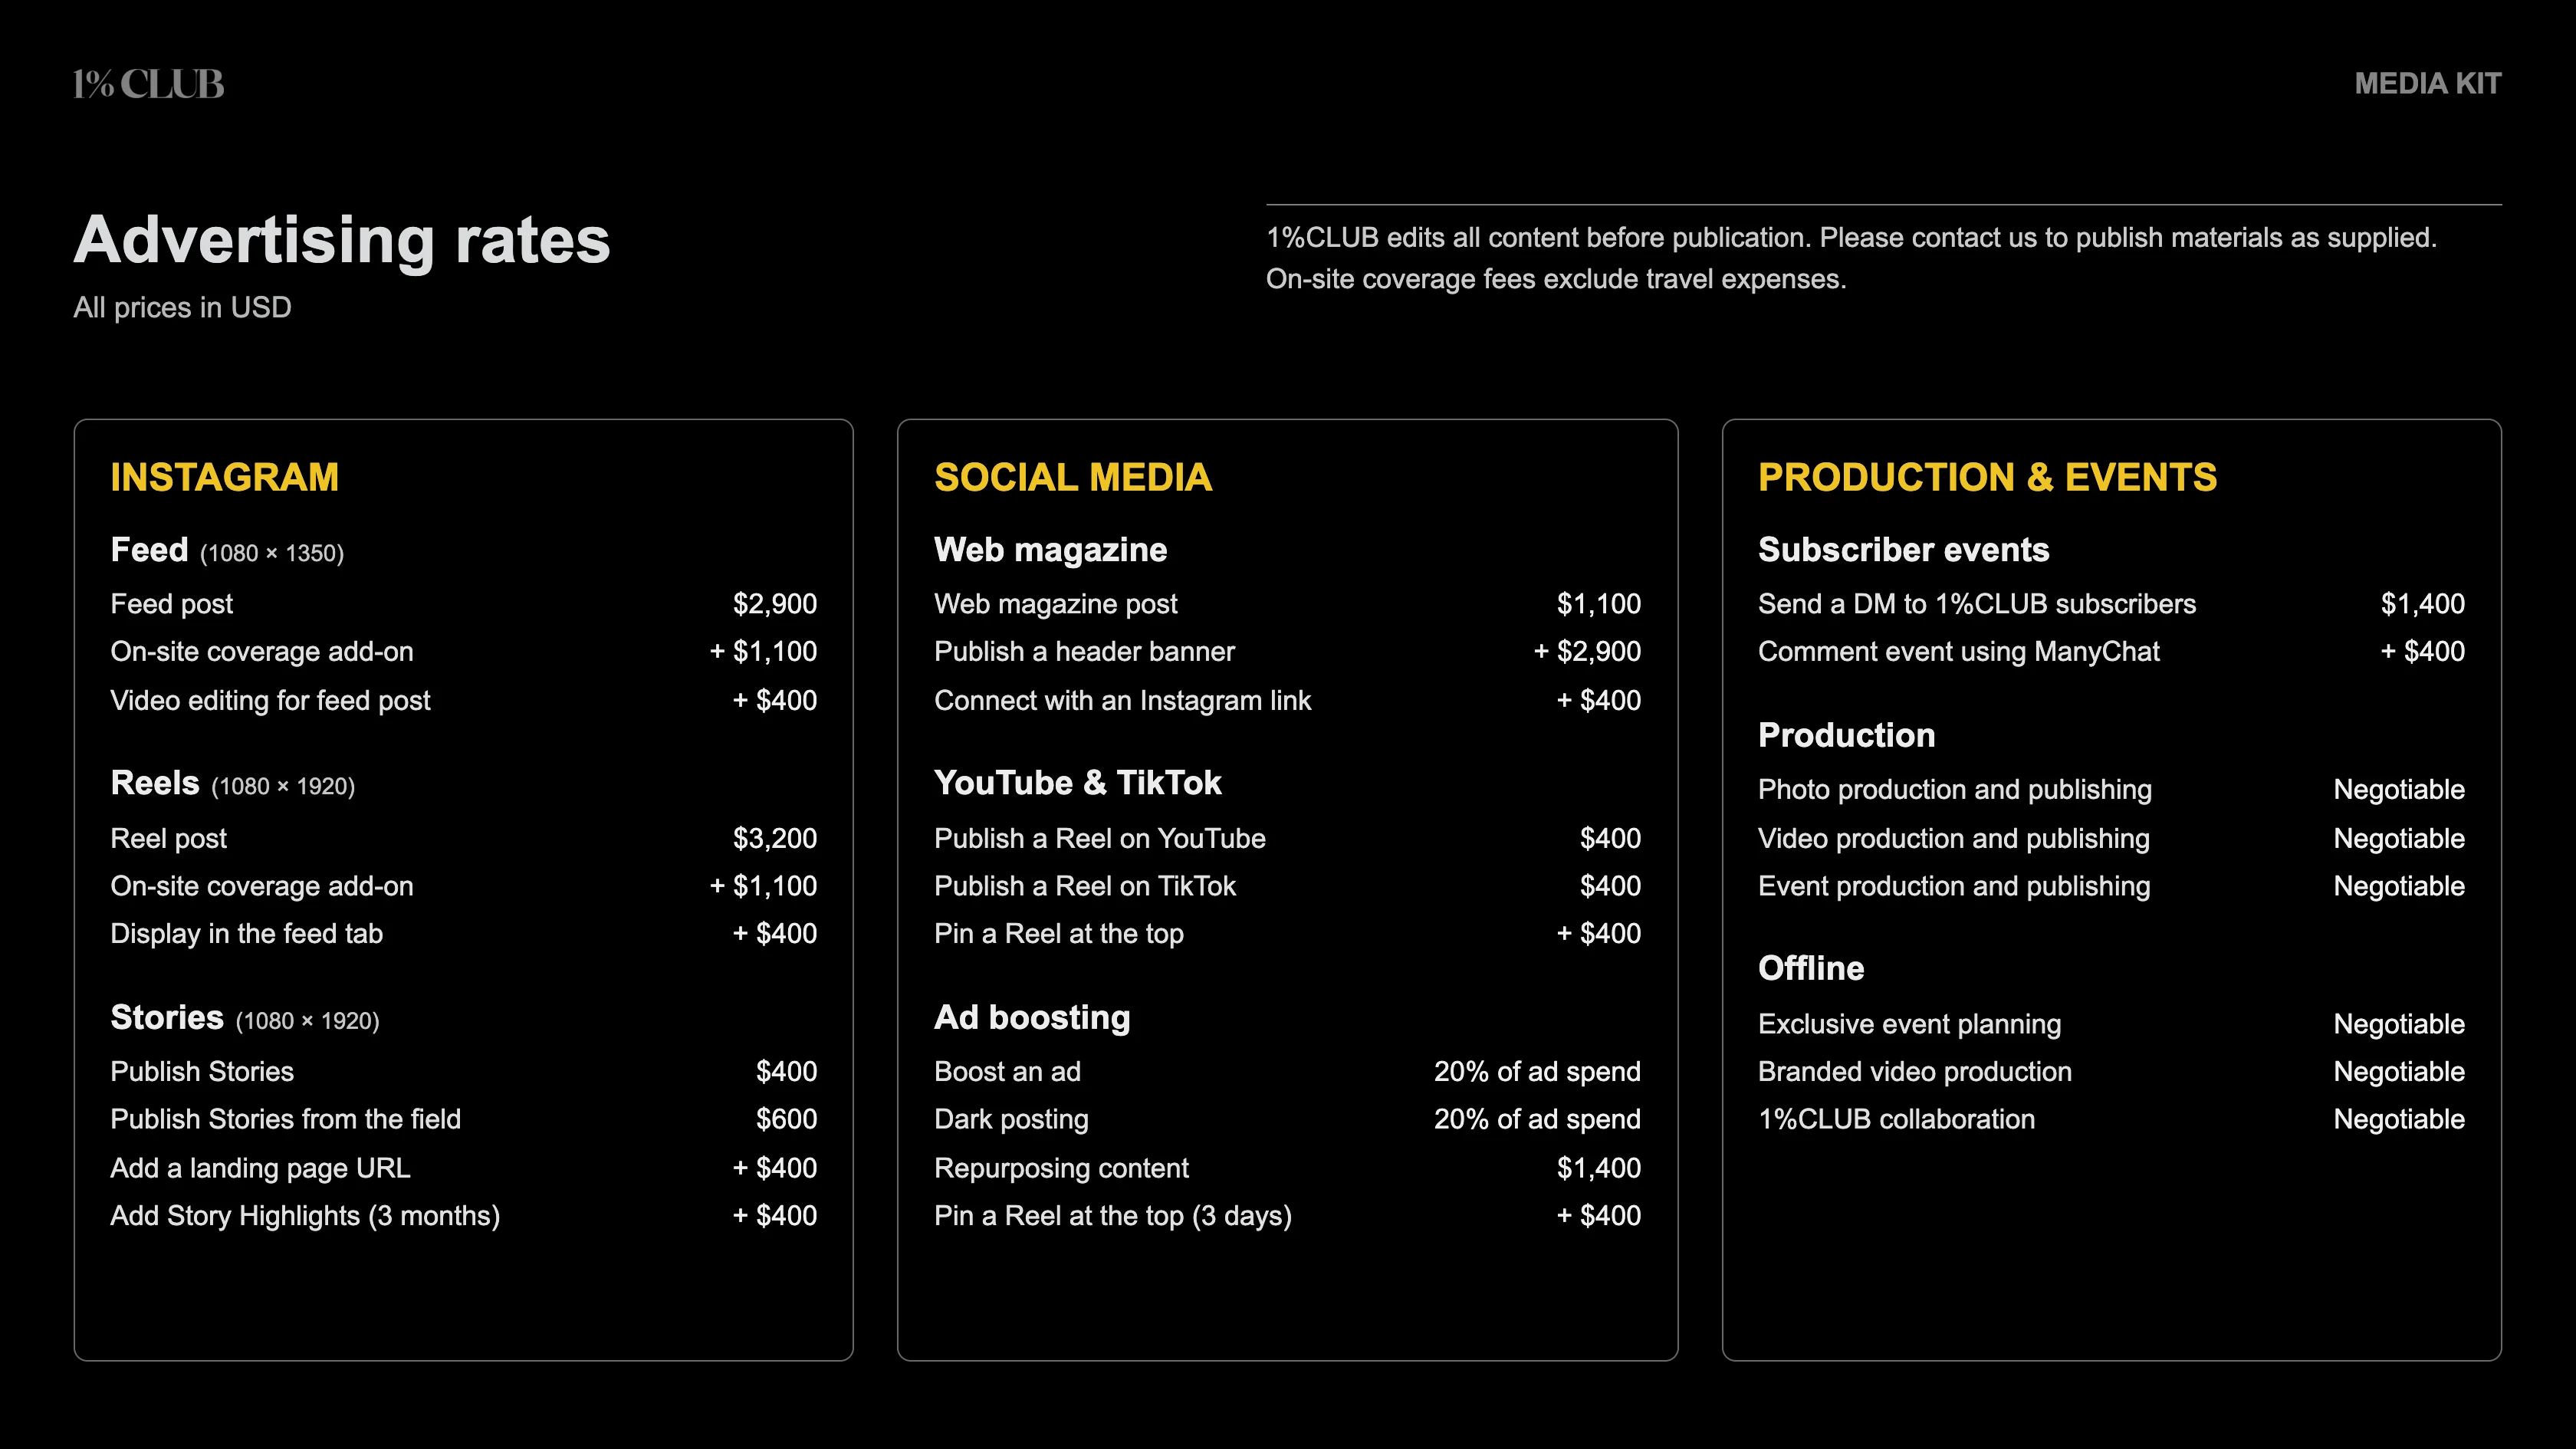 1% CLUB
MEDIA KIT
Advertising rates
All prices in USD
1%CLUB edits all content before publication. Please contact us to publish materials as supplied.
On-site coverage fees exclude travel expenses.
INSTAGRAM
Feed (1080 × 1350)
Feed post $2,900
On-site coverage add-on + $1,100
Video editing for feed post + $400
Reels (1080 × 1920)
Reel post $3,200
On-site coverage add-on + $1,100
Display in the feed tab + $400
Stories (1080 × 1920)
Publish Stories $400
Publish Stories from the field $600
Add a landing page URL + $400
Add Story Highlights (3 months) + $400
SOCIAL MEDIA
Web magazine
Web magazine post $1,100
Publish a header banner + $2,900
Connect with an Instagram link + $400
YouTube & TikTok
Publish a Reel on YouTube $400
Publish a Reel on TikTok $400
Pin a Reel at the top + $400
Ad boosting
Boost an ad 20% of ad spend
Dark posting 20% of ad spend
Repurposing content $1,400
Pin a Reel at the top (3 days) + $400
PRODUCTION & EVENTS
Subscriber events
Send a DM to 1%CLUB subscribers $1,400
Comment event using ManyChat + $400
Production
Photo production and publishing Negotiable
Video production and publishing Negotiable
Event production and publishing Negotiable
Offline
Exclusive event planning Negotiable
Branded video production Negotiable
1%CLUB collaboration Negotiable